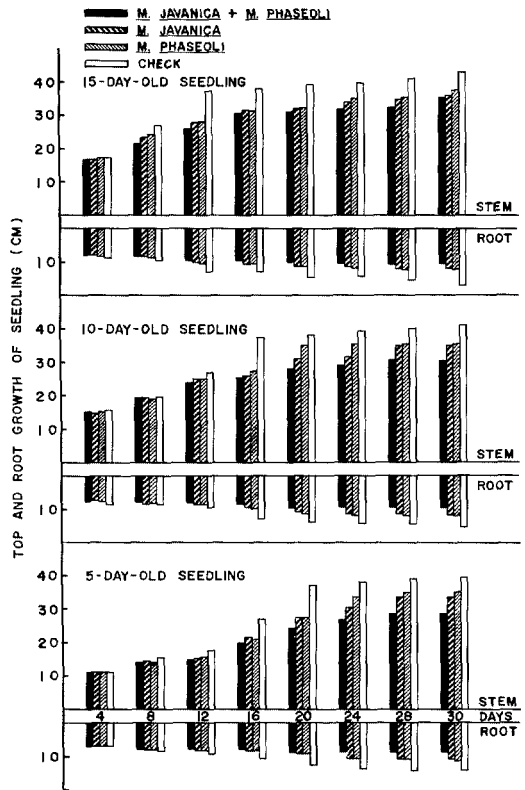 M. JAVANICA + M. PHASEOLI
M. JAVANICA
M. PHASEOLI
CHECK
15-DAY-OLD SEEDLING
40
30
20
10
STEM
ROOT
10
10-DAY-OLD SEEDLING
40
30
20
10
STEM
ROOT
10
5-DAY-OLD SEEDLING
40
30
20
10
STEM
4 8 12 16 20 24 28 30 DAYS
ROOT
10
TOP AND ROOT GROWTH OF SEEDLING (CM)